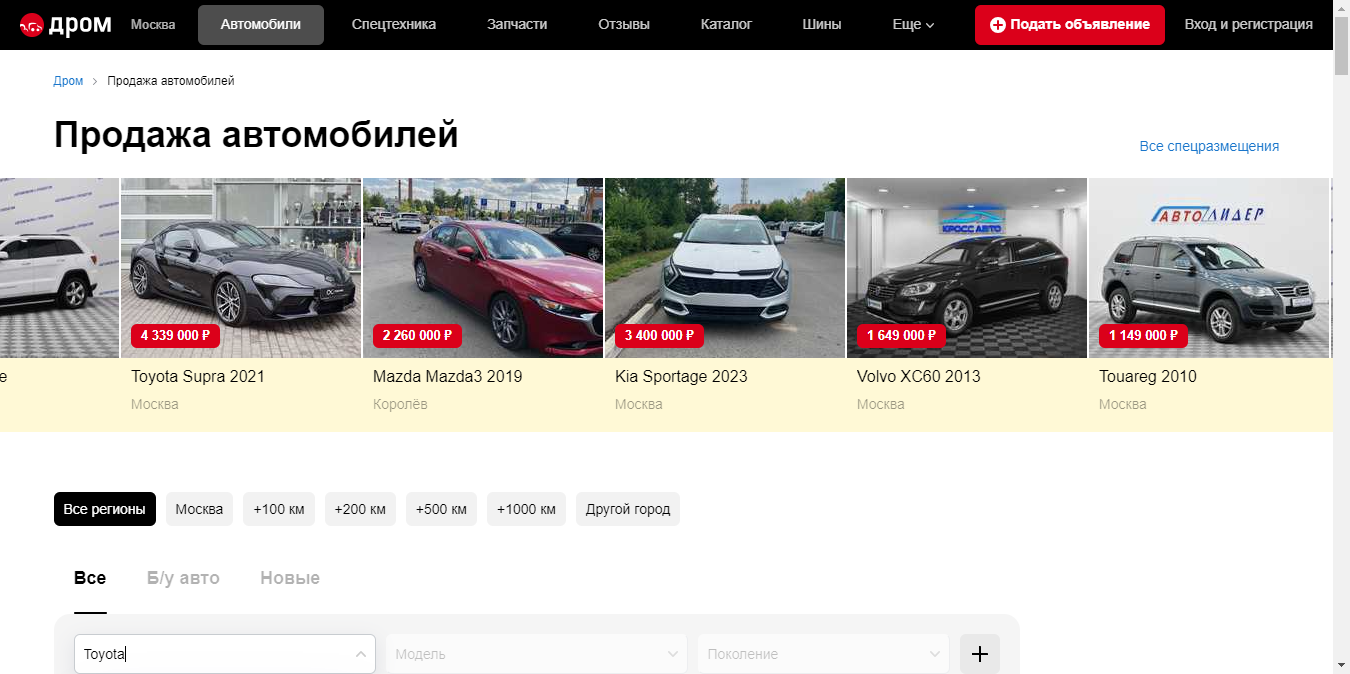 дром Москва Автомобили Спецтехника Запчасти Отзывы Каталог Шины Еще Подать объявление Вход и регистрация
Дром > Продажа автомобилей
Продажа автомобилей
Все спецразмещения
АВТОЛИДЕР
КРОСС АВТО
4 339 000 ₽ 2 260 000 ₽ 3 400 000 ₽ 1 649 000 ₽ 1 149 000 ₽
e Toyota Supra 2021 Mazda Mazda3 2019 Kia Sportage 2023 Volvo XC60 2013 Touareg 2010
Москва Королёв Москва Москва Москва
Все регионы Москва +100 км +200 км +500 км +1000 км Другой город
Все Б/у авто Новые
Toyota Модель Поколение +